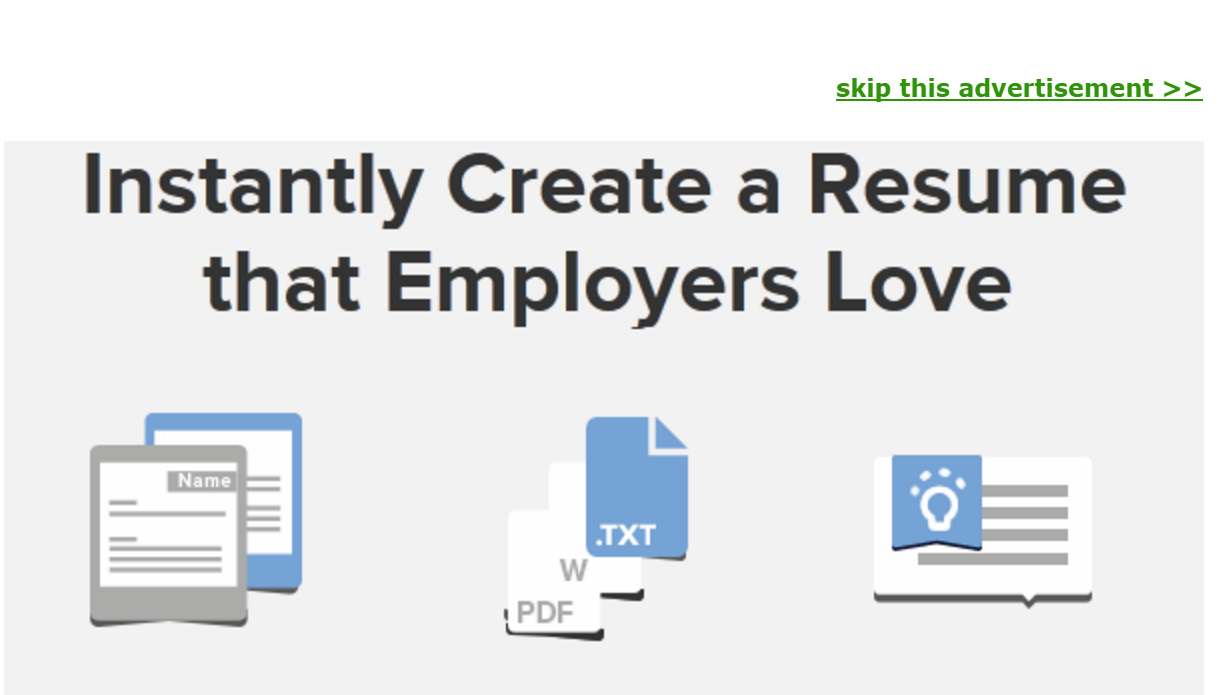 skip this advertisement >>
Instantly Create a Resume
that Employers Love
Name
.TXT
W
PDF